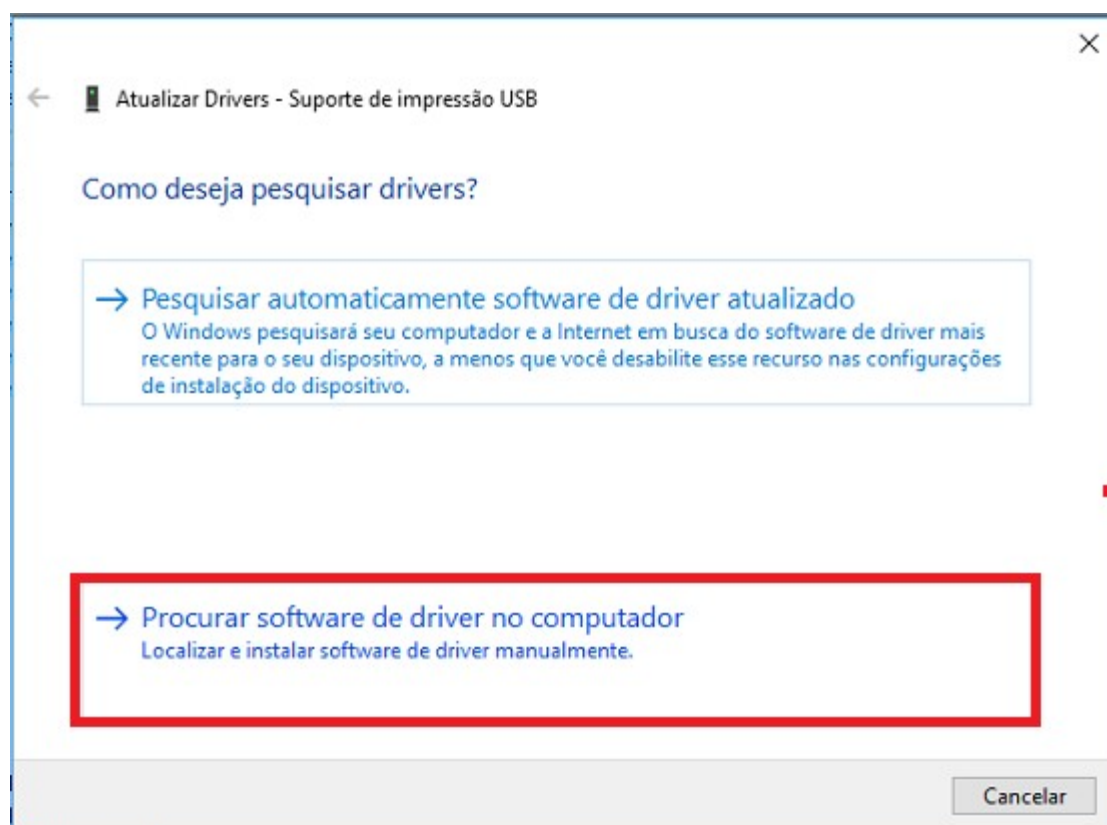 Atualizar Drivers - Suporte de impressão USB
Como deseja pesquisar drivers?
Pesquisar automaticamente software de driver atualizado
O Windows pesquisará seu computador e a Internet em busca do software de driver mais
recente para o seu dispositivo, a menos que você desabilite esse recurso nas configurações
de instalação do dispositivo.
Procurar software de driver no computador
Localizar e instalar software de driver manualmente.
Cancelar